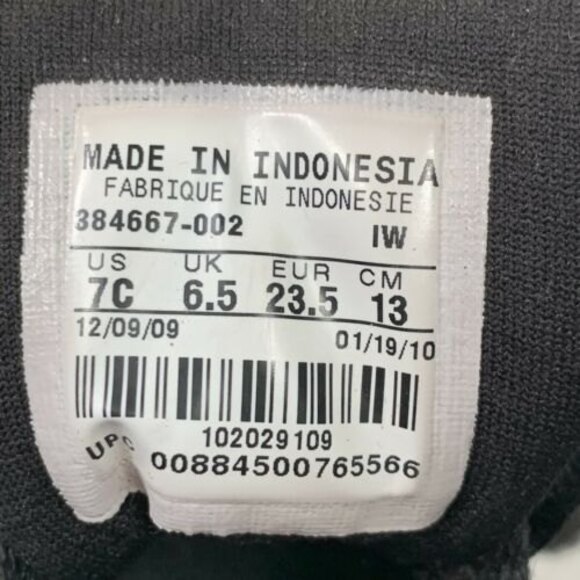 MADE IN INDONESIA
FABRIQUE EN INDONESIE
384667-002 IW
US UK EUR CM
7C 6.5 23.5 13
12/09/09 01/19/10
102029109
UPC 00884500765566